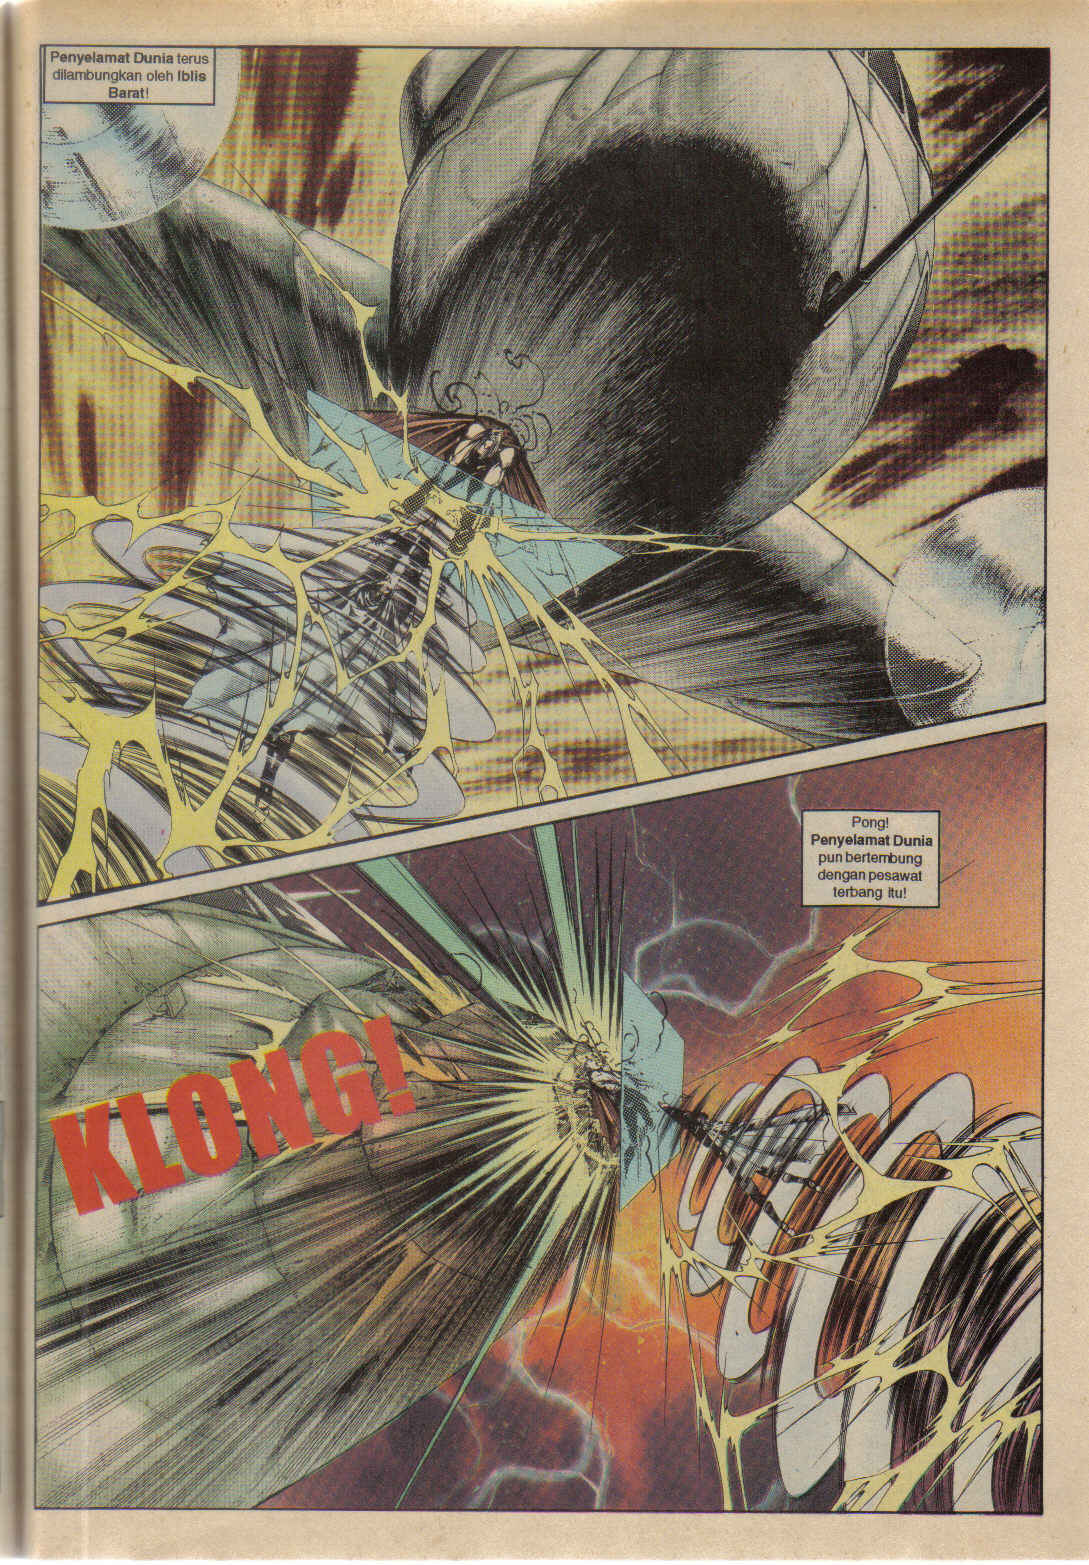 Penyelamat Dunia terus
dilambungkan oleh Iblis
Barat!
Pong!
Penyelamat Dunia
pun bertembung
dengan pesawat
terbang itu!
KLONG!